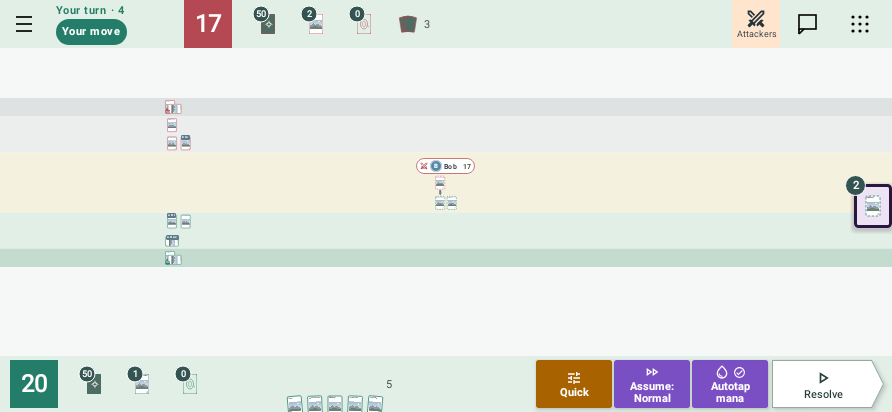 Your turn · 4
Your move
17
50
2
0
3
Attackers
B Bob 17
2
20
50
1
0
5
Quick
Assume:
Normal
Autotap
mana
Resolve